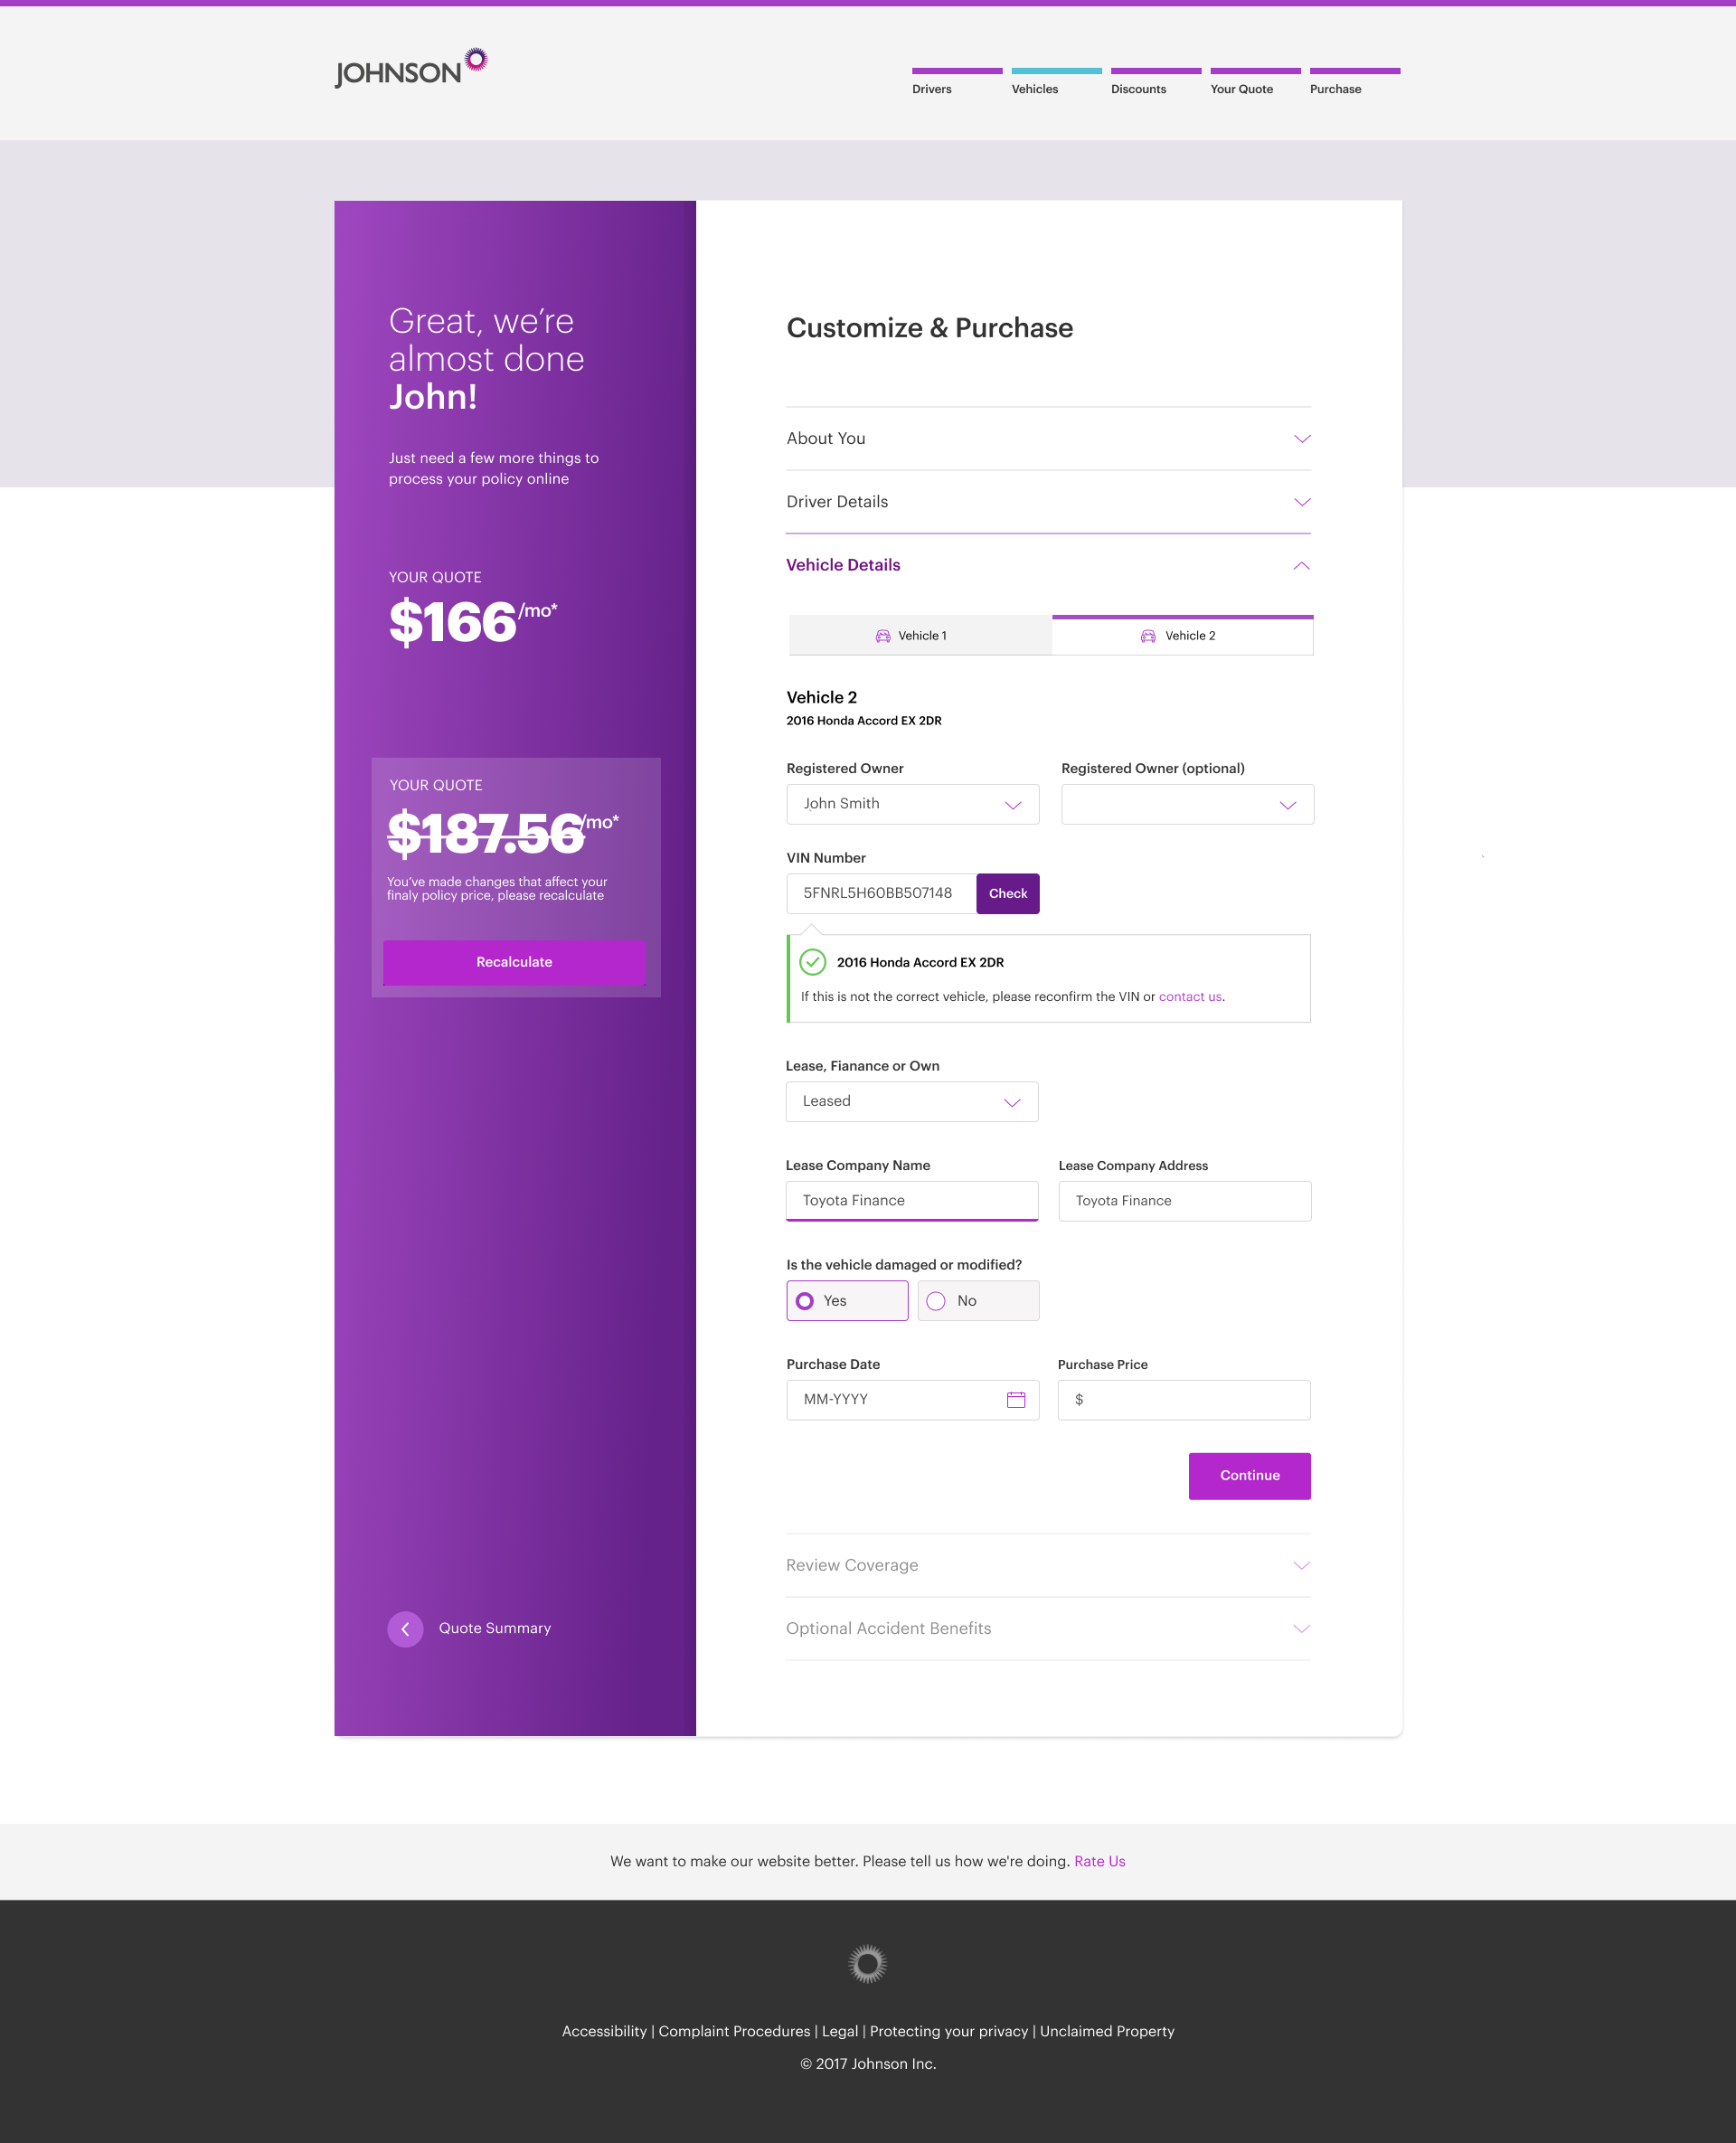 JOHNSON
Drivers
Vehicles
Discounts
Your Quote
Purchase
Great, we’re
almost done
John!
Just need a few more things to
process your policy online
YOUR QUOTE
$166/mo*
YOUR QUOTE
$187.56/mo*
You’ve made changes that affect your
finaly policy price, please recalculate
Recalculate
Quote Summary
Customize & Purchase
About You
Driver Details
Vehicle Details
Vehicle 1
Vehicle 2
Vehicle 2
2016 Honda Accord EX 2DR
Registered Owner
Registered Owner (optional)
John Smith
VIN Number
5FNRL5H60BB507148
Check
2016 Honda Accord EX 2DR
If this is not the correct vehicle, please reconfirm the VIN or contact us.
Lease, Fianance or Own
Leased
Lease Company Name
Lease Company Address
Toyota Finance
Toyota Finance
Is the vehicle damaged or modified?
Yes
No
Purchase Date
Purchase Price
MM-YYYY
$
Continue
Review Coverage
Optional Accident Benefits
We want to make our website better. Please tell us how we're doing. Rate Us
Accessibility | Complaint Procedures | Legal | Protecting your privacy | Unclaimed Property
© 2017 Johnson Inc.